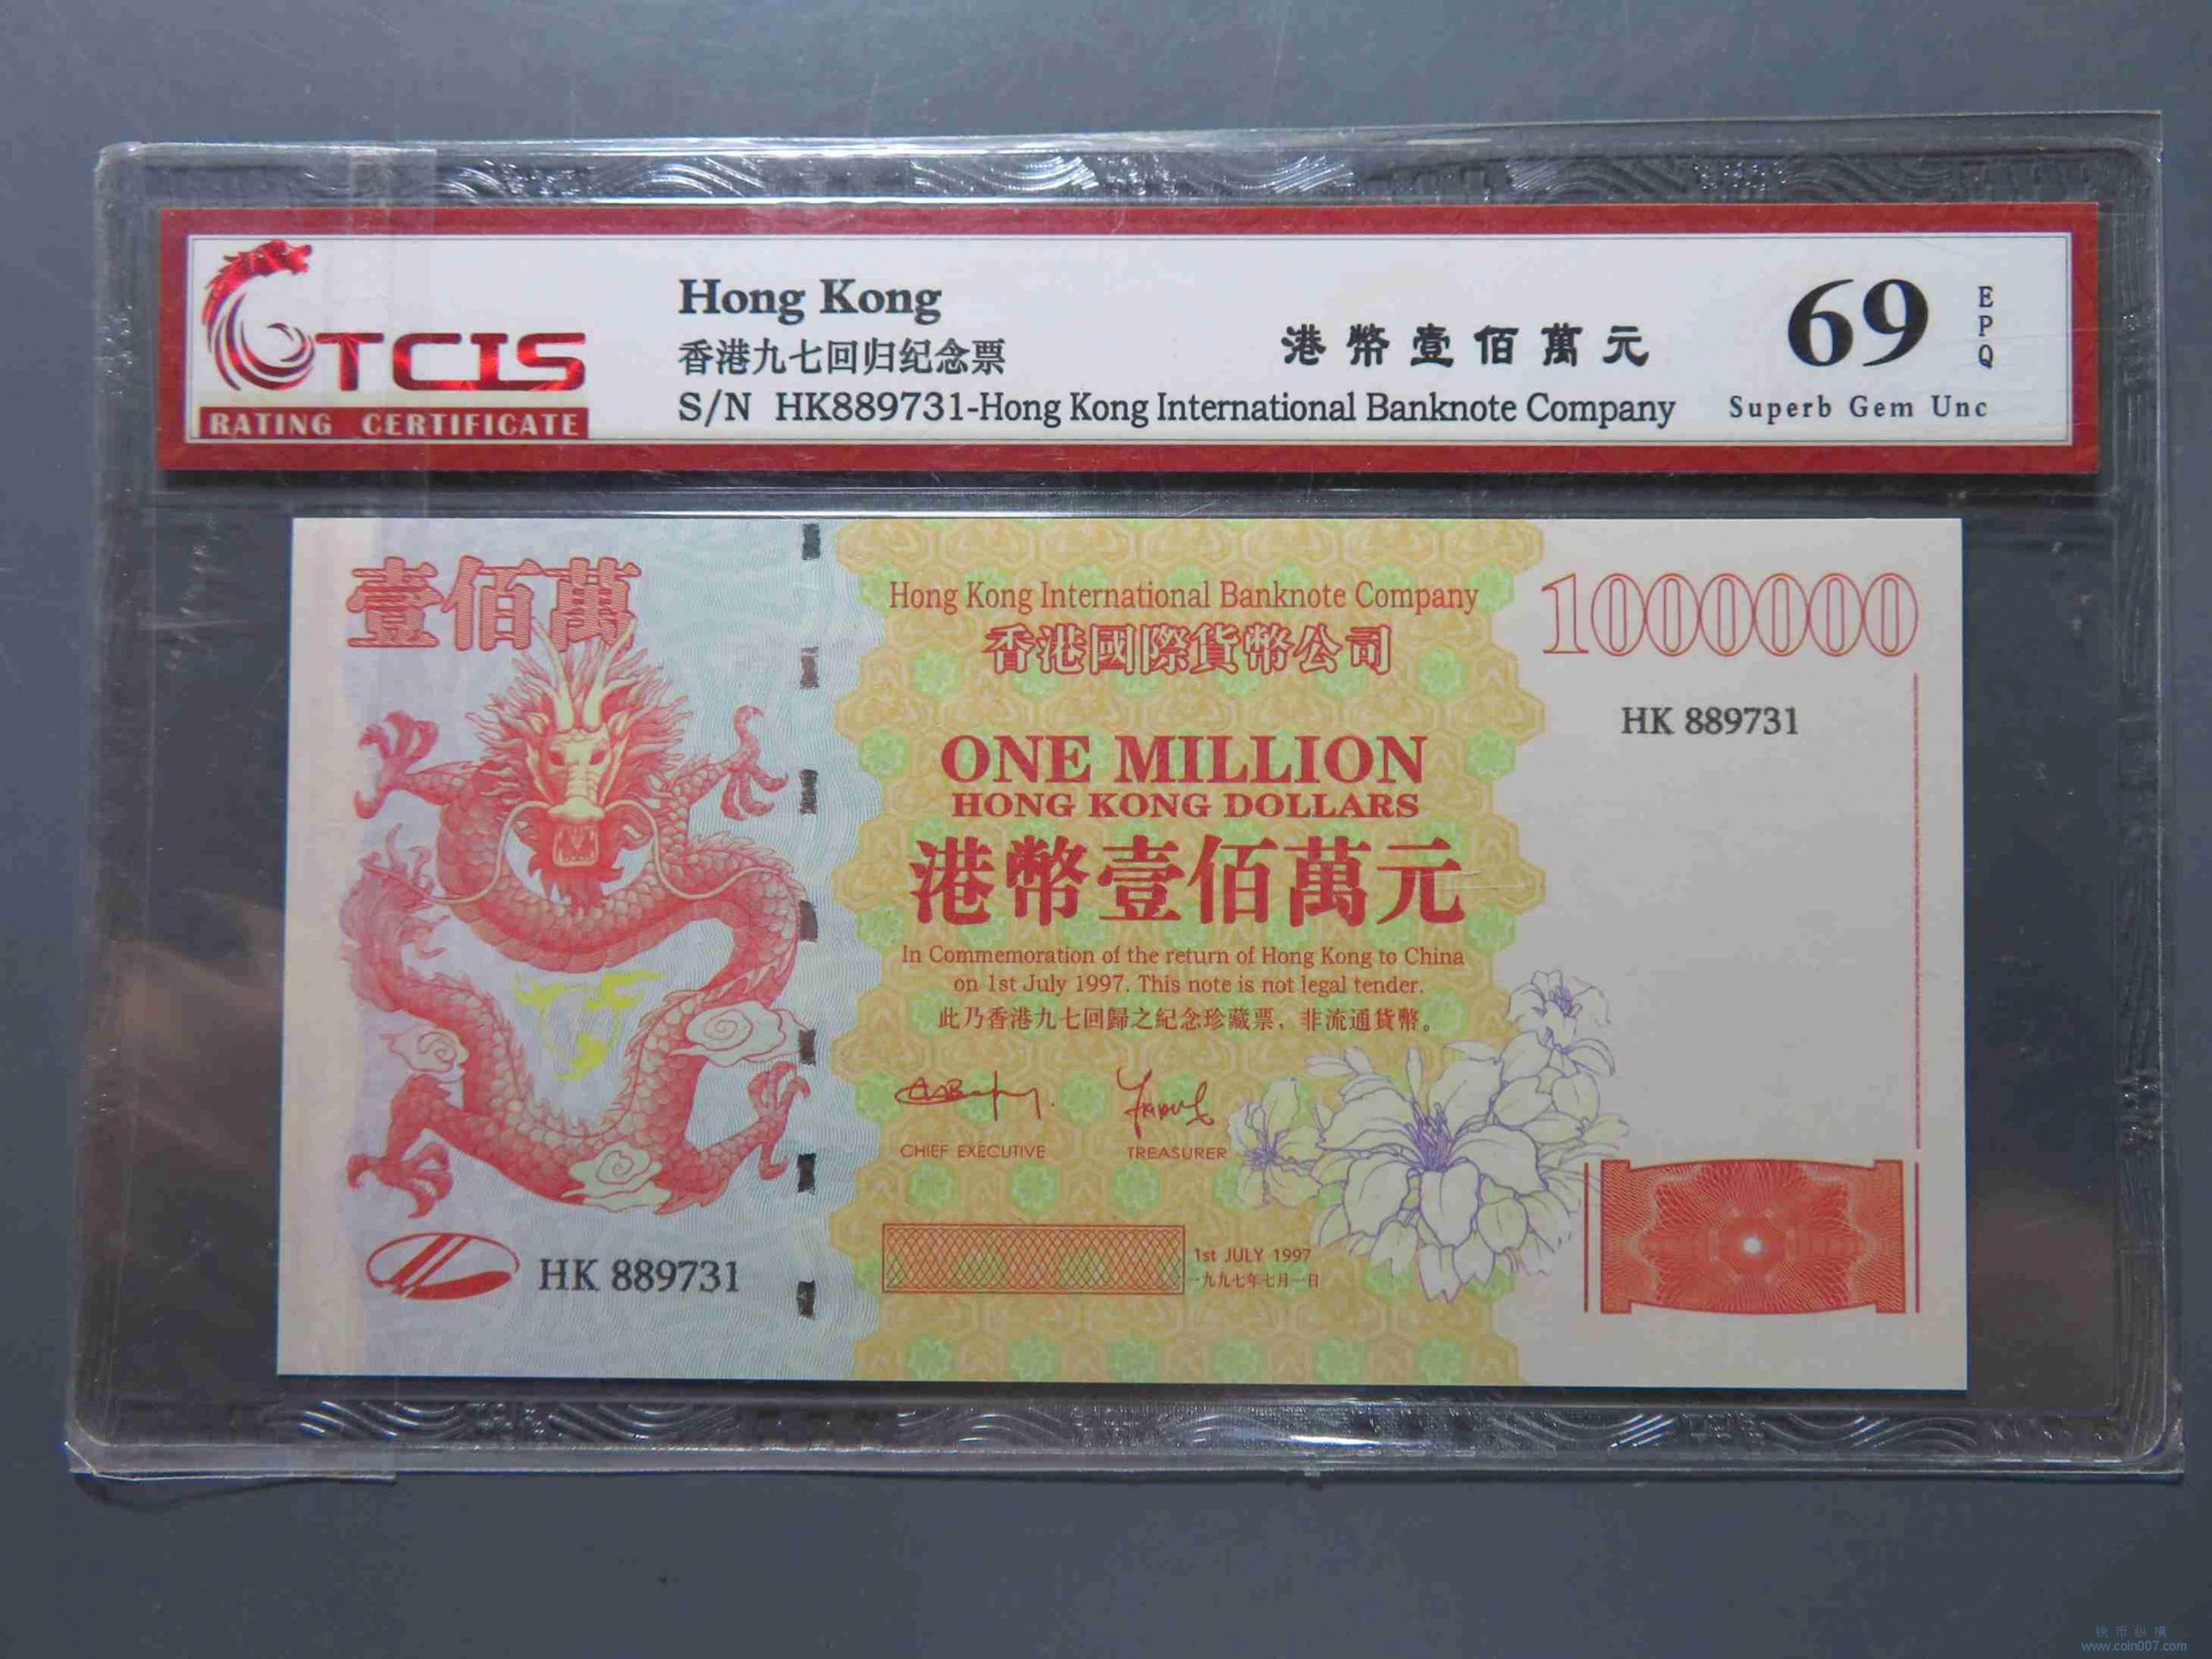 TCIS
RATING CERTIFICATE
Hong Kong
香港九七回归纪念票
港幣壹佰萬元
S/N HK889731-Hong Kong International Banknote Company
69
EPQ
Superb Gem Unc
壹佰萬
Hong Kong International Banknote Company
香港國際貨幣公司
1000000
HK 889731
ONE MILLION
HONG KONG DOLLARS
港幣壹佰萬元
In Commemoration of the return of Hong Kong to China
on 1st July 1997. This note is not legal tender.
此乃香港九七回歸之紀念珍藏票，非流通貨幣。
CHIEF EXECUTIVE
TREASURER
HK 889731
1st JULY 1997
一九九七年七月一日
钱币纵横
www.coin007.com